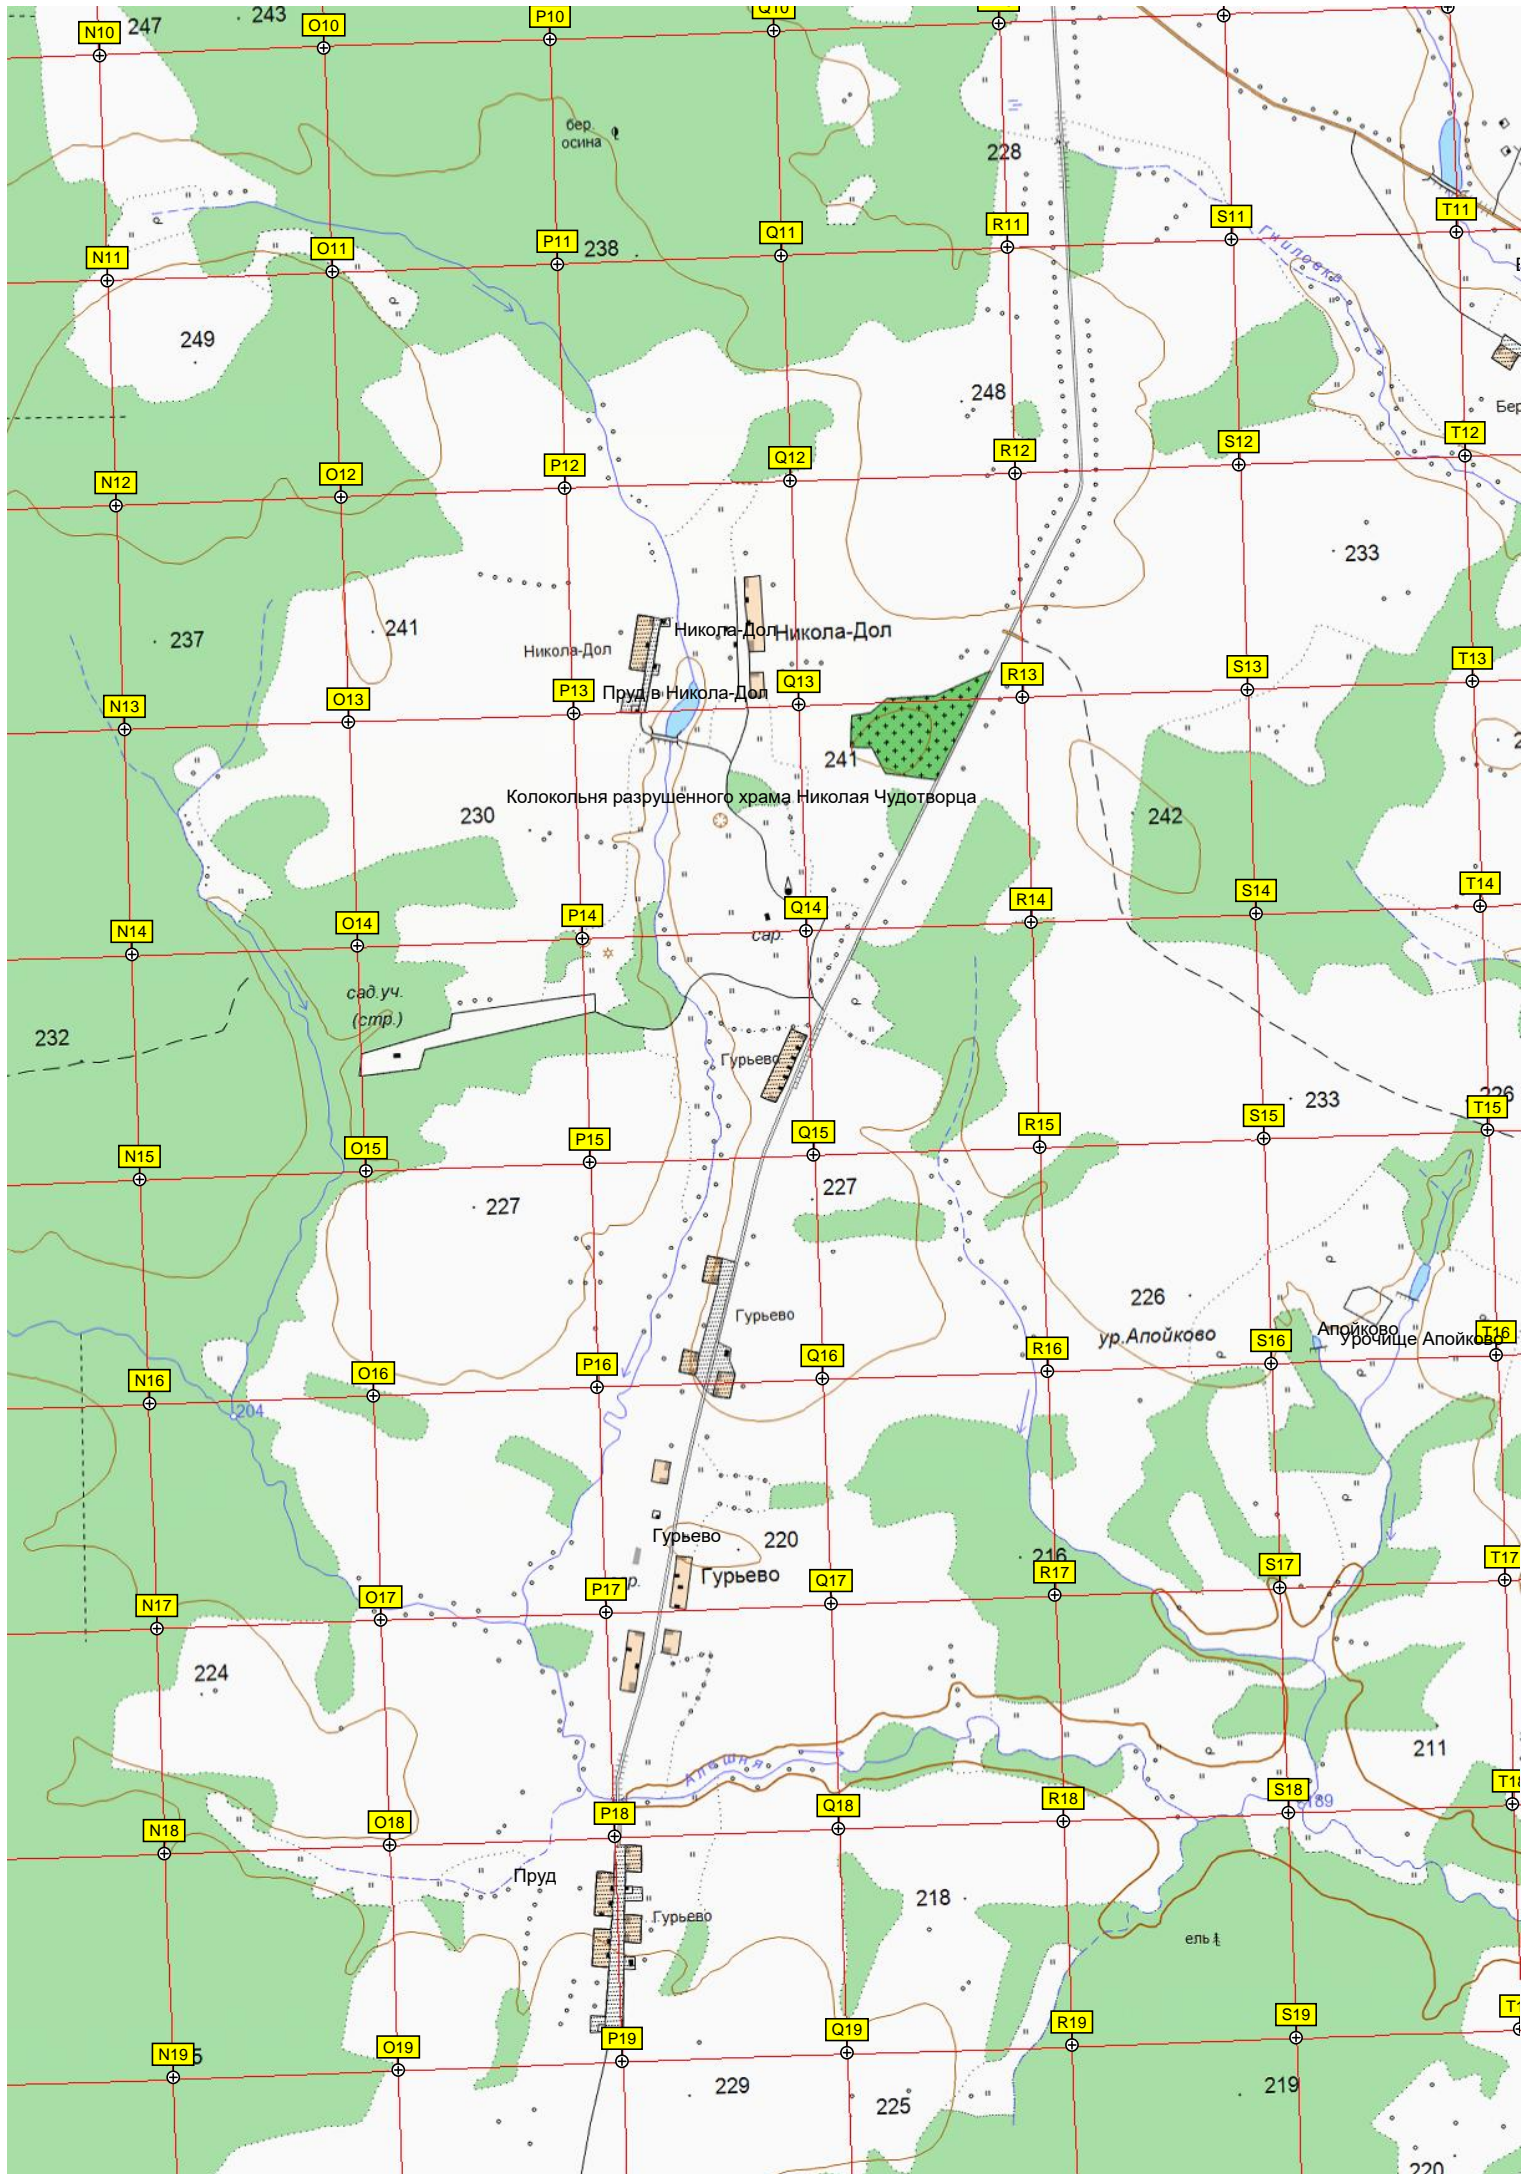 N10
247
243
O10
P10
Q10
бер.
осина
228
N11
O11
P11
238
Q11
R11
S11
Гнилovка
T11
249
248
Бер
N12
O12
P12
Q12
R12
S12
T12
233
237
241
Никола-Дол
Никола-Дол
Никола-Дол
N13
O13
P13
Пруд в Никола-Дол
Q13
R13
S13
T13
241
230
Колокольня разрушенного храма Николая Чудотворца
242
N14
O14
P14
Q14
R14
S14
T14
сар.
сад.уч.
(стр.)
232
Гурьево
233
226
N15
O15
P15
Q15
R15
S15
T15
227
227
226
Гурьево
ур.Апойково
Апойково
Урочище Апойково
N16
O16
P16
Q16
R16
S16
T16
204
Гурьево
220
216
Гурьево
N17
O17
P17
Q17
R17
S17
T17
224
211
Алешня
N18
O18
P18
Q18
R18
S18
189
T18
Пруд
218
Гурьево
ель
N19
O19
P19
Q19
R19
S19
229
225
219
220